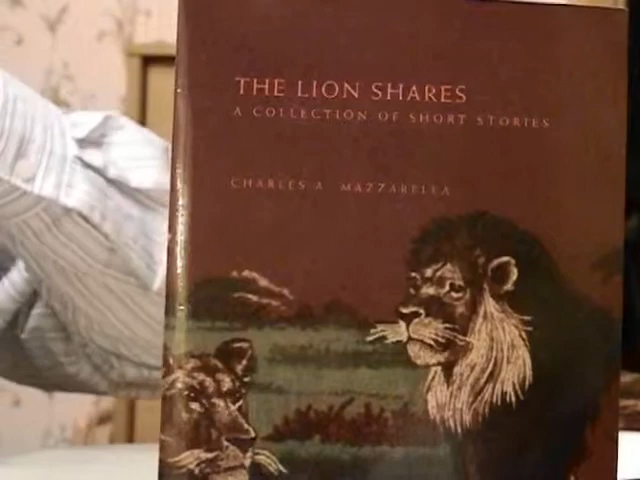 THE LION SHARES
A COLLECTION OF SHORT STORIES
CHARLES A MAZZARELLA